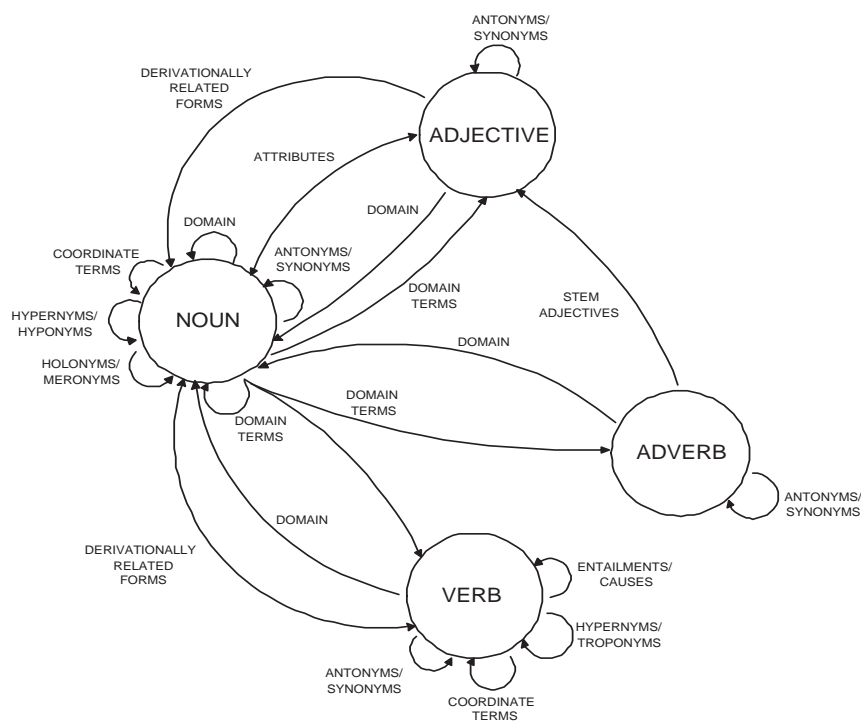 ANTONYMS/
SYNONYMS
DERIVATIONALLY
RELATED
FORMS
ADJECTIVE
ATTRIBUTES
DOMAIN
DOMAIN
COORDINATE
TERMS
ANTONYMS/
SYNONYMS
DOMAIN
TERMS
STEM
ADJECTIVES
HYPERNYMS/
HYPONYMS
NOUN
HOLONYMS/
MERONYMS
DOMAIN
DOMAIN
TERMS
DOMAIN
TERMS
ADVERB
ANTONYMS/
SYNONYMS
DOMAIN
DERIVATIONALLY
RELATED
FORMS
VERB
ENTAILMENTS/
CAUSES
HYPERNYMS/
TROPONYMS
ANTONYMS/
SYNONYMS
COORDINATE
TERMS